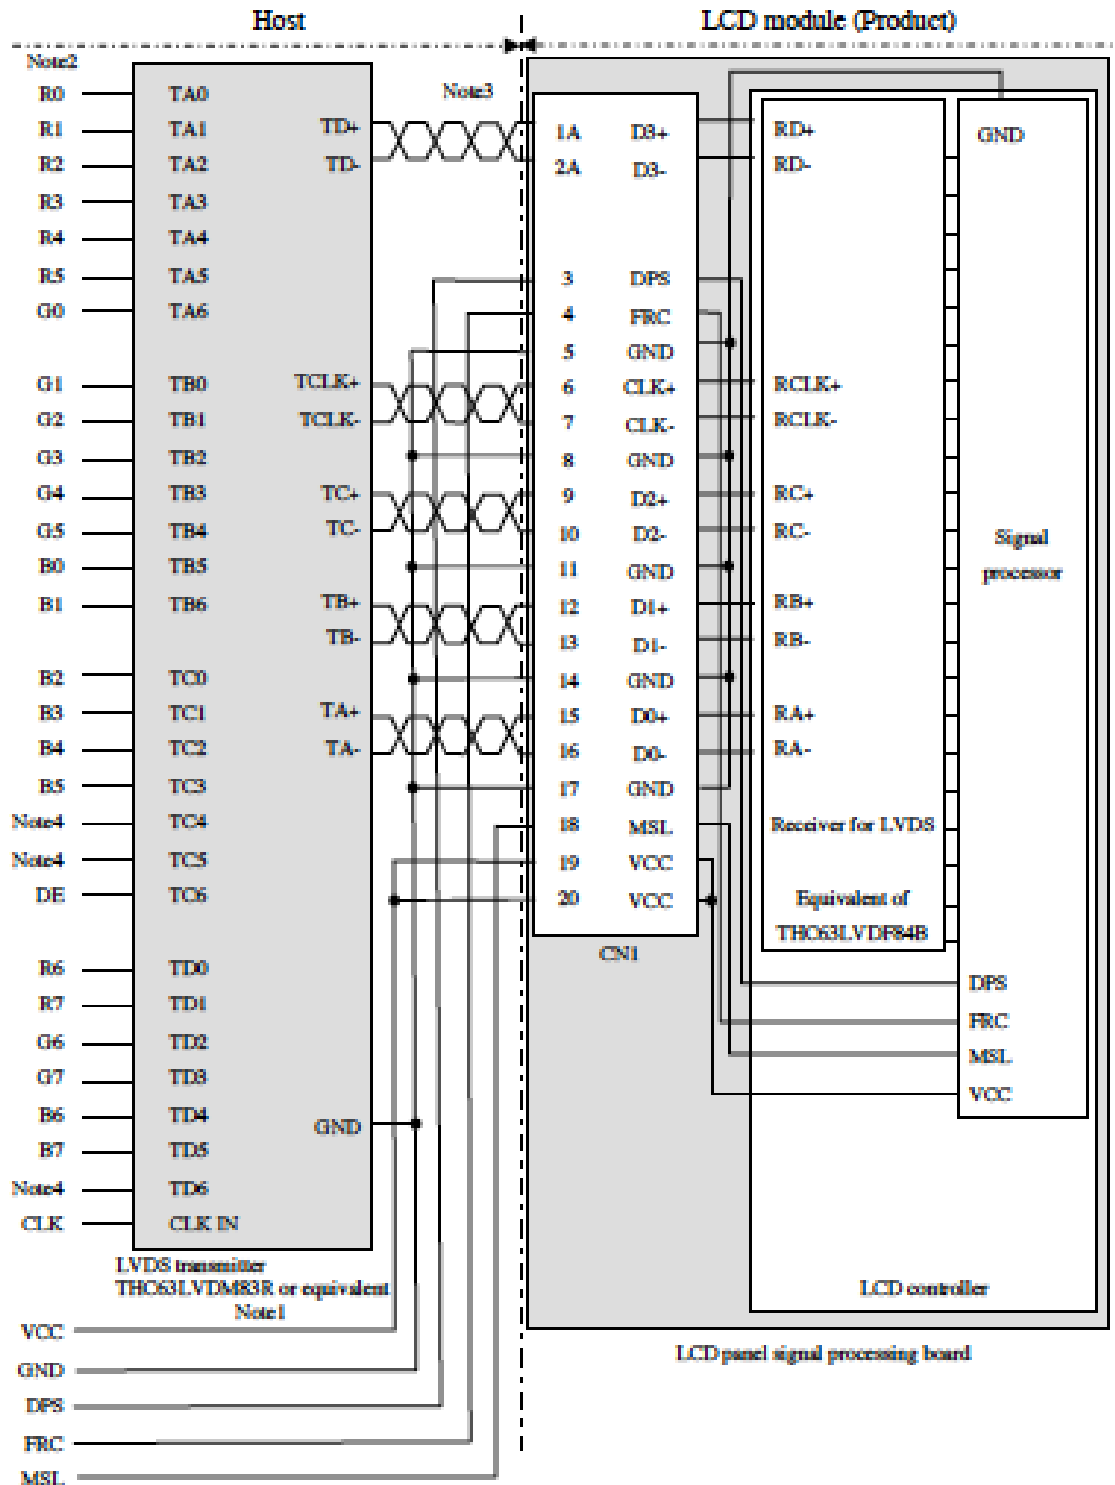 Host
LCD module (Product)
Note2
Note3
R0 TA0
R1 TA1 TD+ 1A D3+ RD+ GND
R2 TA2 TD- 2A D3- RD-
R3 TA3
R4 TA4
R5 TA5 3 DPS
G0 TA6 4 FRC
5 GND
G1 TB0 TCLK+ 6 CLK+ RCLK+
G2 TB1 TCLK- 7 CLK- RCLK-
G3 TB2 8 GND
G4 TB3 TC+ 9 D2+ RC+
G5 TB4 TC- 10 D2- RC- Signal
B0 TB5 11 GND processor
B1 TB6 TB+ 12 D1+ RB+
TB- 13 D1- RB-
B2 TC0 14 GND
B3 TC1 TA+ 15 D0+ RA+
B4 TC2 TA- 16 D0- RA-
B5 TC3 17 GND
Note4 TC4 18 MSL Receiver for LVDS
Note4 TC5 19 VCC
DE TC6 20 VCC Equivalent of
THC63LVDF84B
CN1
R6 TD0
R7 TD1 DPS
G6 TD2 FRC
G7 TD3 MSL
B6 TD4 GND VCC
B7 TD5
Note4 TD6
CLK CLK IN
LVDS transmitter
THC63LVDM83R or equivalent
Note1
LCD controller
VCC
LCD panel signal processing board
GND
DPS
FRC
MSL